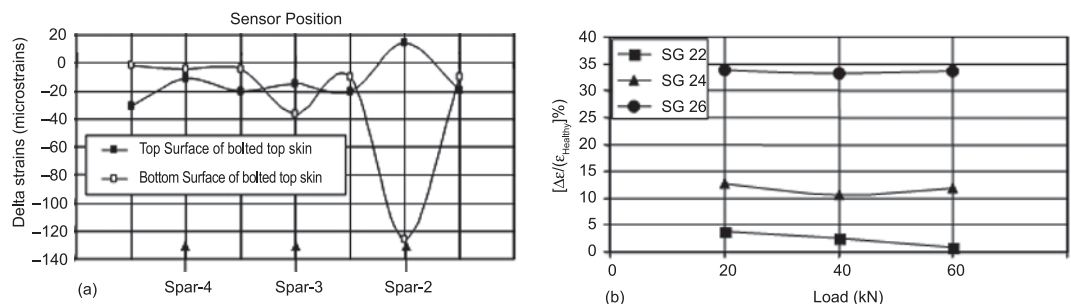 Sensor Position
20
0
−20
−40
−60
−80
−100
−120
−140
Delta strains (microstrains)
Top Surface of bolted top skin
Bottom Surface of bolted top skin
Spar-4
Spar-3
Spar-2
(a)
40
35
30
25
20
15
10
5
0
[Δε/(εHealthy]%)
SG 22
SG 24
SG 26
0
20
40
60
(b)
Load (kN)